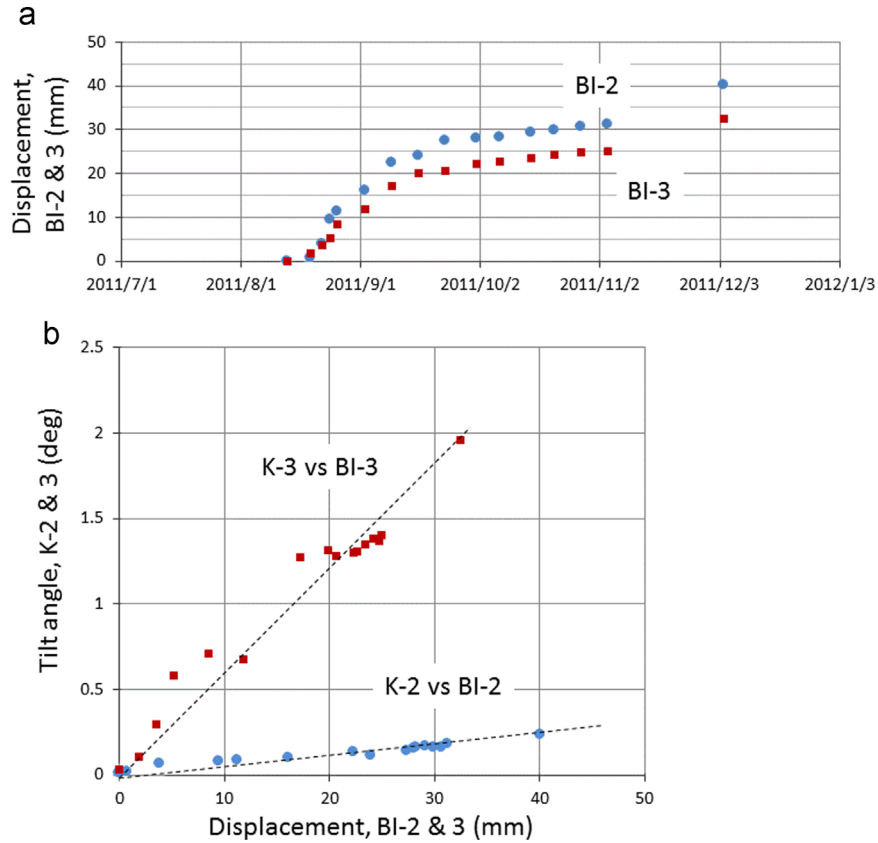 a
Displacement,
BI-2 & 3 (mm)
50
40
30
20
10
0
BI-2
BI-3
2011/7/1 2011/8/1 2011/9/1 2011/10/2 2011/11/2 2011/12/3 2012/1/3
b
Tilt angle, K-2 & 3 (deg)
2.5
2
1.5
1
0.5
0
K-3 vs BI-3
K-2 vs BI-2
0 10 20 30 40 50
Displacement, BI-2 & 3 (mm)